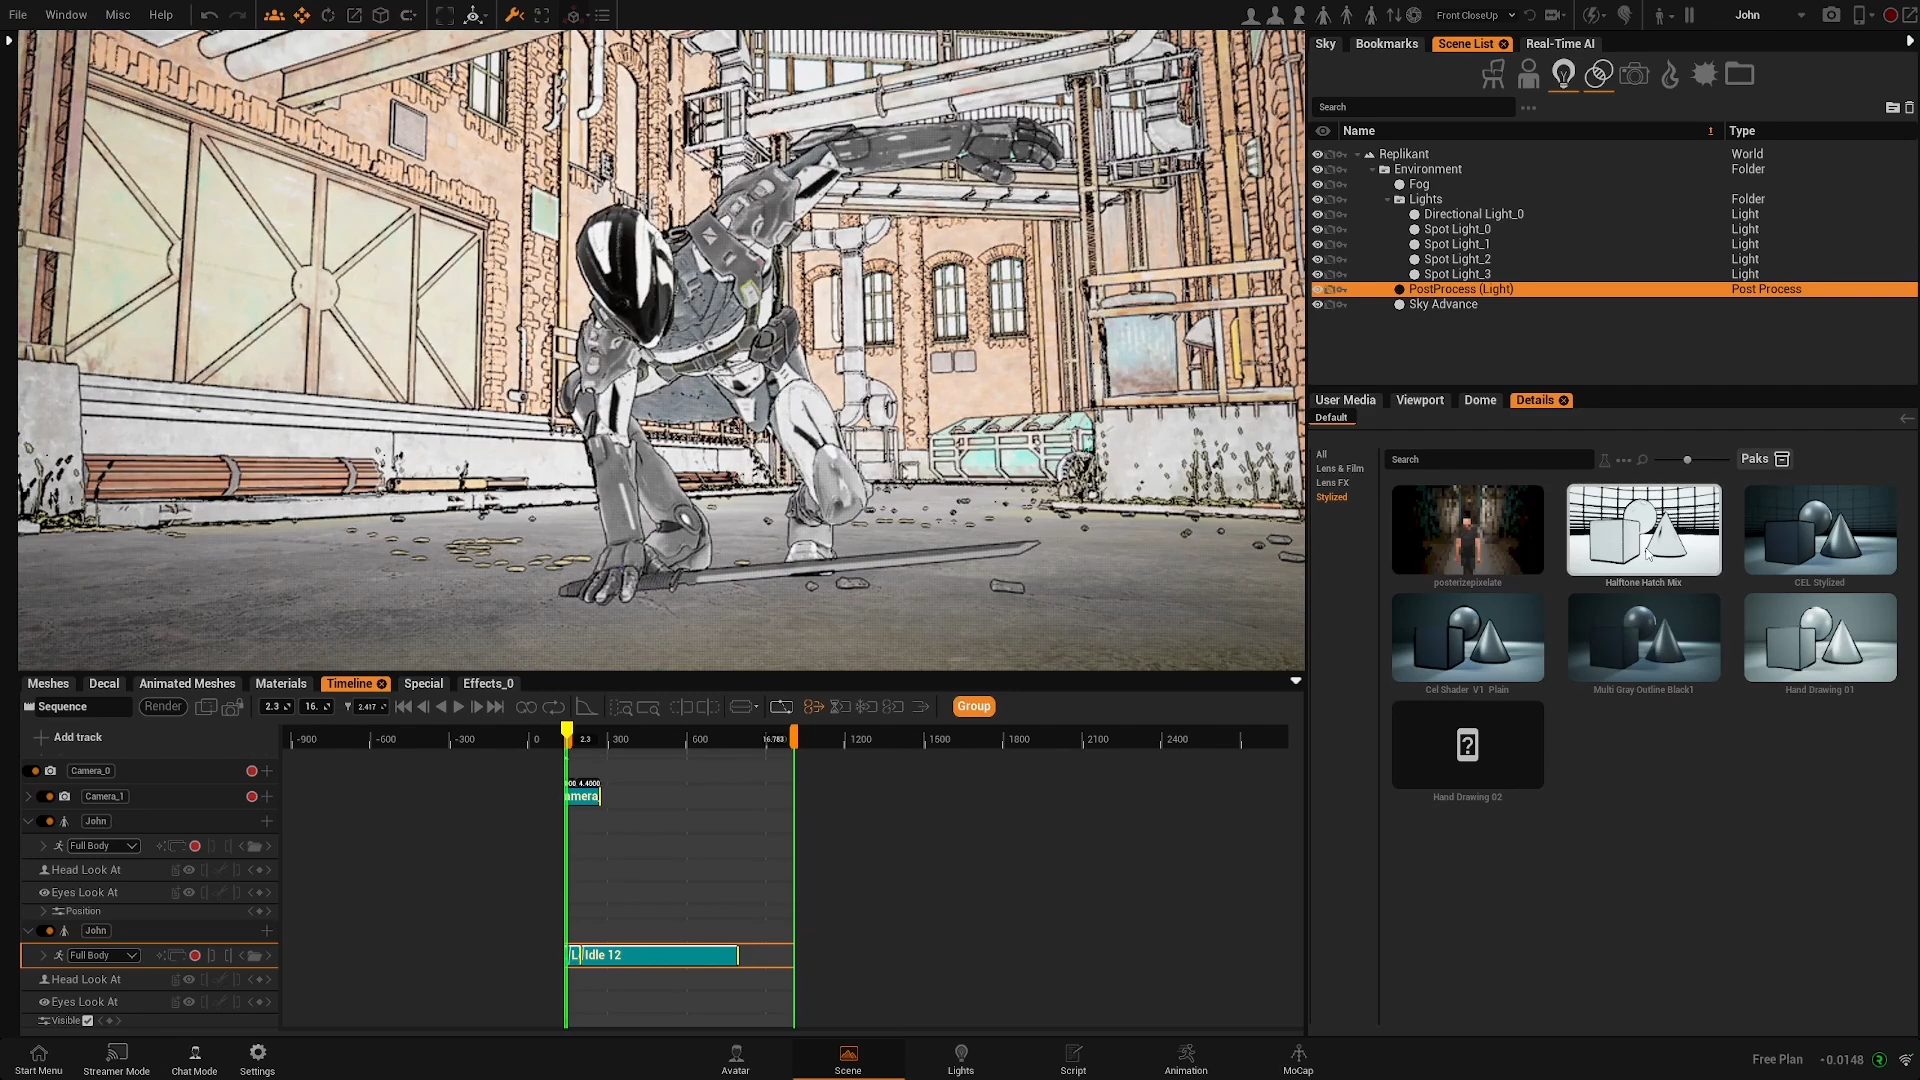 File Window Misc Help
Front CloseUp
John
Sky Bookmarks Scene List Real-Time AI
Search
Name Type
Replikant World
Environment Folder
Fog
Lights Folder
Directional Light_0 Light
Spot Light_0 Light
Spot Light_1 Light
Spot Light_2 Light
Spot Light_3 Light
PostProcess (Light) Post Process
Sky Advance
User Media Viewport Dome Details
Default
All
Lens & Film
Lens FX
Stylized
Search
Paks
posterizepixelate
Halftone Hatch Mix
CEL Stylized
Cel Shader V1 Plain
Multi Gray Outline Black1
Hand Drawing 01
Hand Drawing 02
Meshes Decal Animated Meshes Materials Timeline Special Effects_0
Sequence Render 2.3 16. 2.417 Group
Add track
-900 -600 -300 0 2.3 300 600 16.783 1200 1500 1800 2100 2400
Camera_0
Camera_1
4.4000
amera
John
Full Body
Head Look At
Eyes Look At
Position
John
Full Body
Idle 12
Head Look At
Eyes Look At
Visible
Start Menu Streamer Mode Chat Mode Settings
Avatar Scene Lights Script Animation MoCap
Free Plan -0.0148